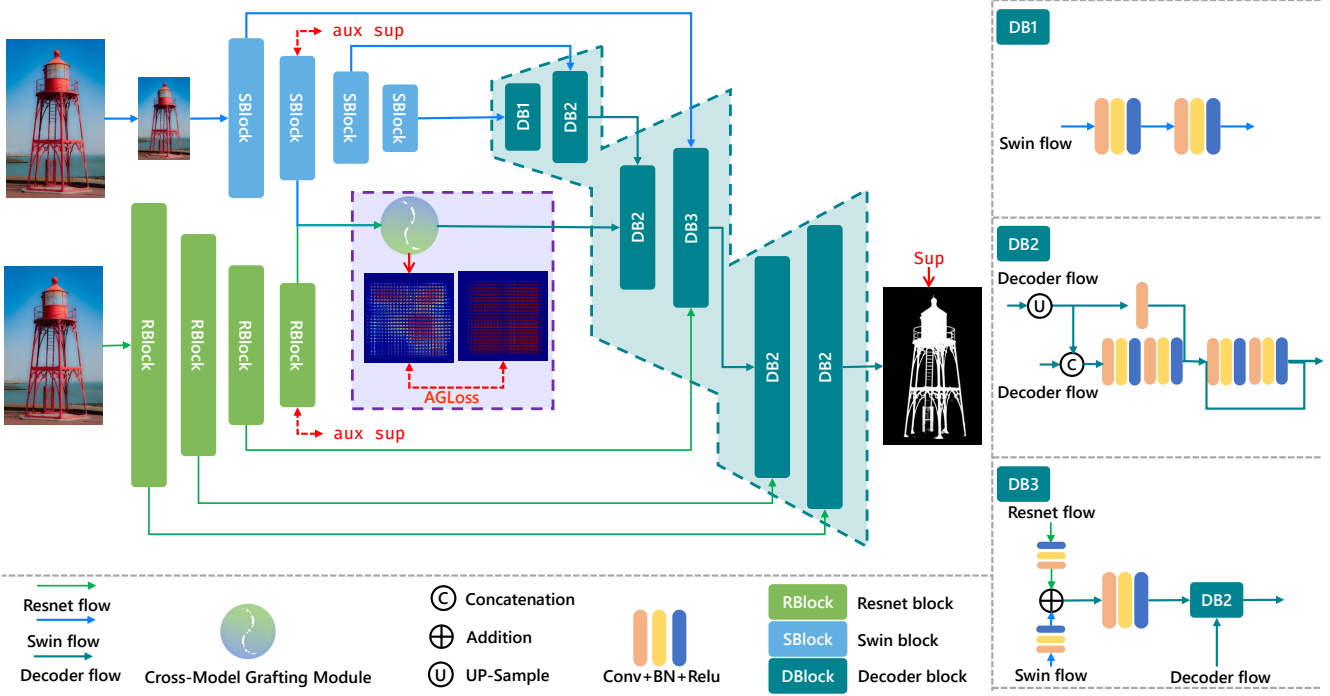 aux sup
SBlock
SBlock
SBlock
SBlock
DB1
DB2
DB2
DB3
DB2
DB2
RBlock
RBlock
RBlock
RBlock
AGLoss
aux sup
Sup
DB1
Swin flow
DB2
Decoder flow
U
C
Decoder flow
DB3
Resnet flow
DB2
Swin flow
Decoder flow
Resnet flow
Swin flow
Decoder flow
Cross-Model Grafting Module
C Concatenation
Addition
U UP-Sample
Conv+BN+Relu
RBlock Resnet block
SBlock Swin block
DBlock Decoder block